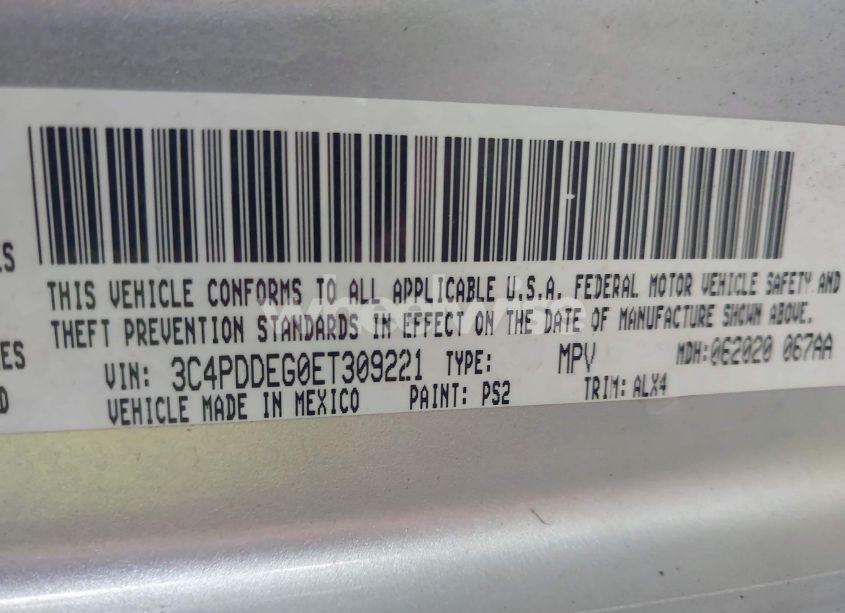 THIS VEHICLE CONFORMS TO ALL APPLICABLE U.S.A. FEDERAL MOTOR VEHICLE SAFETY AND
THEFT PREVENTION STANDARDS IN EFFECT ON THE DATE OF MANUFACTURE SHOWN ABOVE.
VIN: 3C4PDDEG0ET309221 TYPE: MPV MDH: 062020 067AA
VEHICLE MADE IN MEXICO PAINT: PS2 TRIM: ALX4